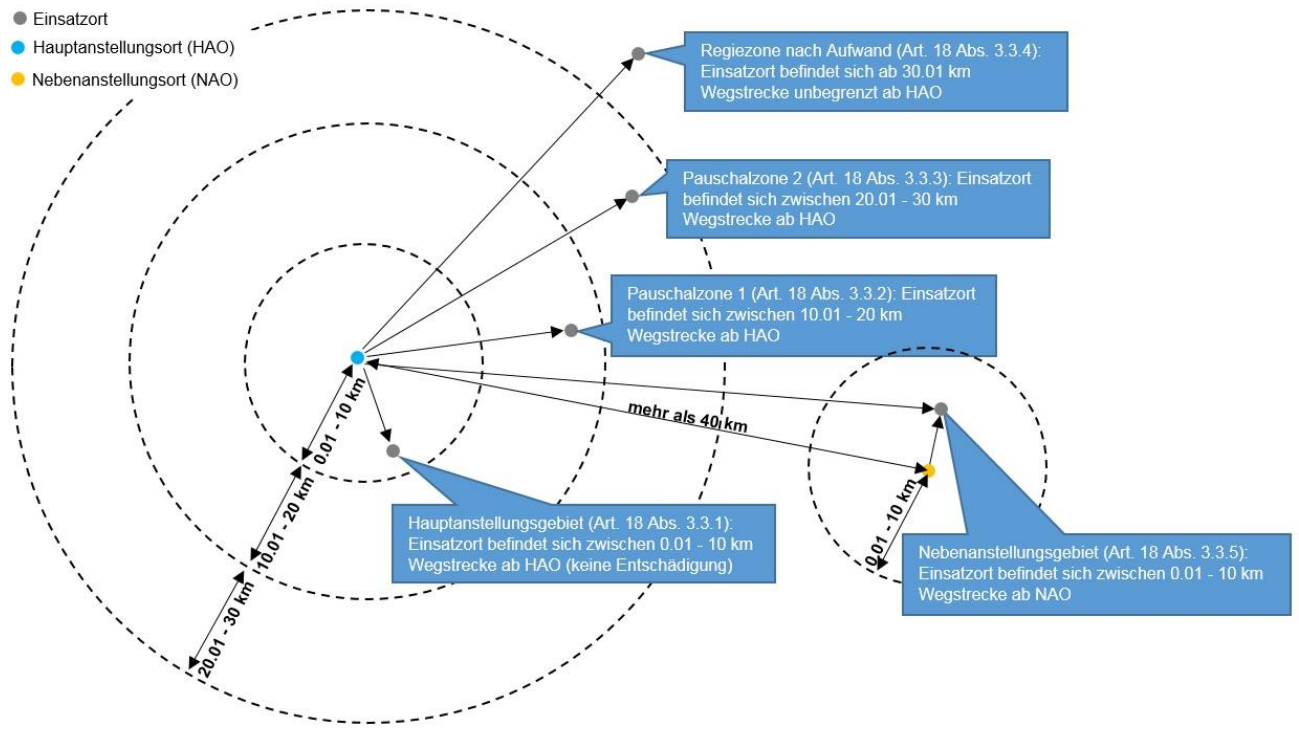 Einsatzort
Hauptanstellungsort (HAO)
Nebenanstellungsort (NAO)
Regiezone nach Aufwand (Art. 18 Abs. 3.3.4):
Einsatzort befindet sich ab 30.01 km
Wegstrecke unbegrenzt ab HAO
Pauschalzone 2 (Art. 18 Abs. 3.3.3): Einsatzort
befindet sich zwischen 20.01 - 30 km
Wegstrecke ab HAO
Pauschalzone 1 (Art. 18 Abs. 3.3.2): Einsatzort
befindet sich zwischen 10.01 - 20 km
Wegstrecke ab HAO
mehr als 40 km
0.01 - 10 km
10.01 - 20 km
20.01 - 30 km
Hauptanstellungsgebiet (Art. 18 Abs. 3.3.1):
Einsatzort befindet sich zwischen 0.01 - 10 km
Wegstrecke ab HAO (keine Entschädigung)
0.01 - 10 km
Nebenanstellungsgebiet (Art. 18 Abs. 3.3.5):
Einsatzort befindet sich zwischen 0.01 - 10 km
Wegstrecke ab NAO